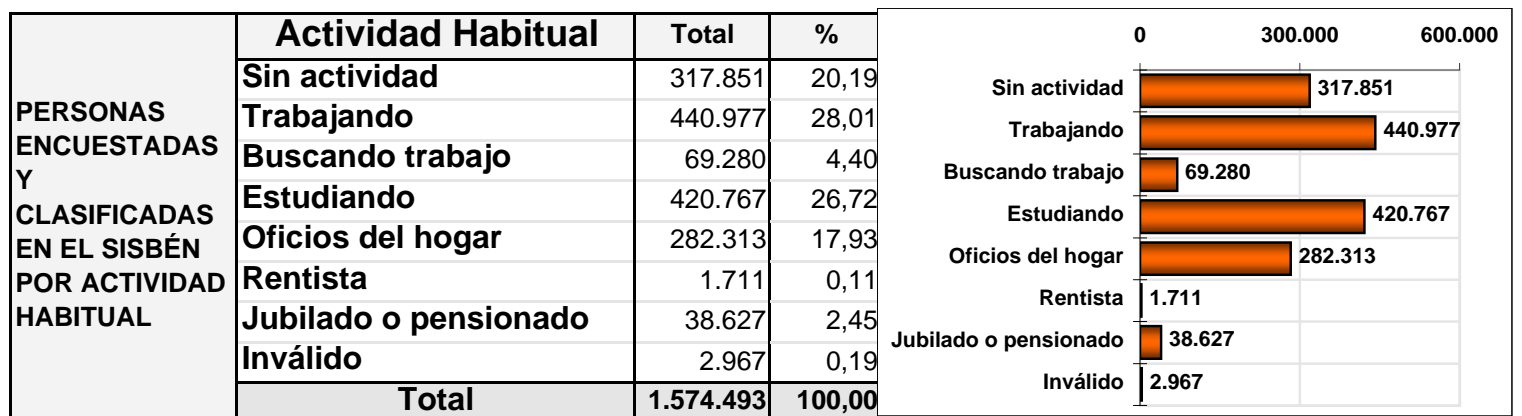 PERSONAS
ENCUESTADAS
Y
CLASIFICADAS
EN EL SISBÉN
POR ACTIVIDAD
HABITUAL
Actividad Habitual Total %
Sin actividad 317.851 20,19
Trabajando 440.977 28,01
Buscando trabajo 69.280 4,40
Estudiando 420.767 26,72
Oficios del hogar 282.313 17,93
Rentista 1.711 0,11
Jubilado o pensionado 38.627 2,45
Inválido 2.967 0,19
Total 1.574.493 100,00
0 300.000 600.000
Sin actividad 317.851
Trabajando 440.977
Buscando trabajo 69.280
Estudiando 420.767
Oficios del hogar 282.313
Rentista 1.711
Jubilado o pensionado 38.627
Inválido 2.967